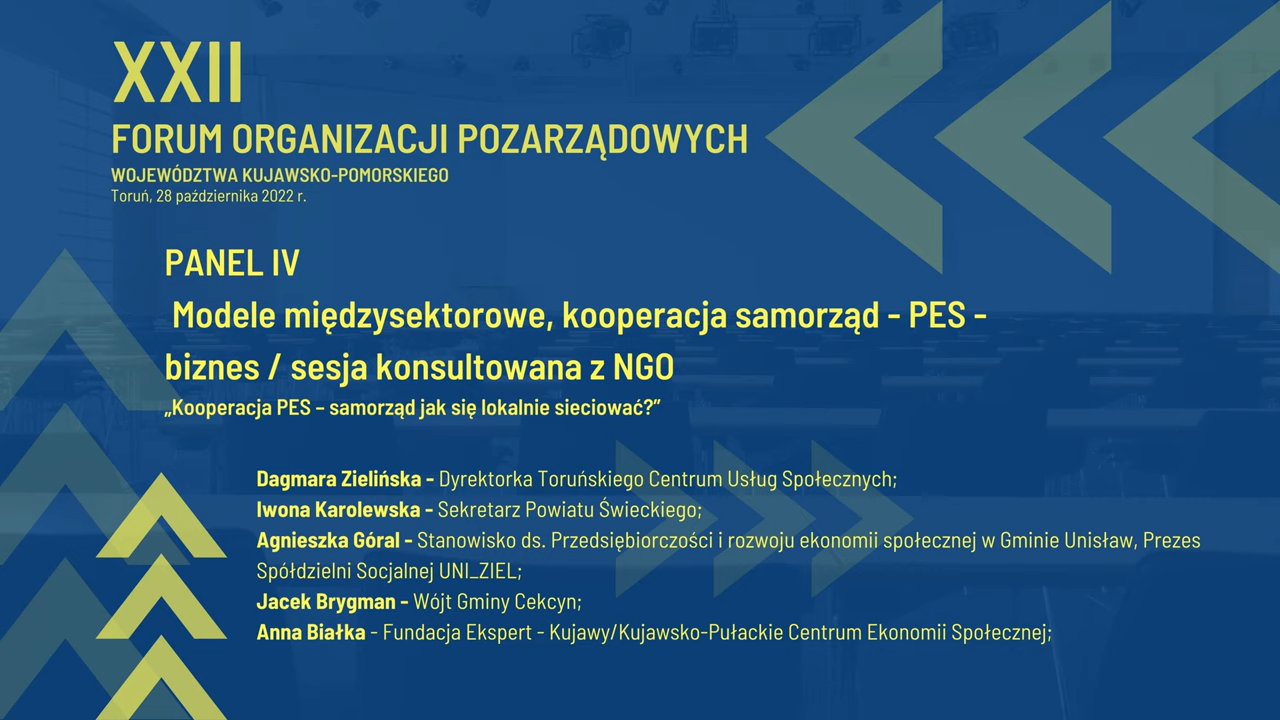 XXII
FORUM ORGANIZACJI POZARZĄDOWYCH
WOJEWÓDZTWA KUJAWSKO-POMORSKIEGO
Toruń, 28 października 2022 r.
PANEL IV
Modele międzysektorowe, kooperacja samorząd - PES -
biznes / sesja konsultowana z NGO
„Kooperacja PES – samorząd jak się lokalnie sieciować?”
Dagmara Zielińska - Dyrektorka Toruńskiego Centrum Usług Społecznych;
Iwona Karolewska - Sekretarz Powiatu Świeckiego;
Agnieszka Góral - Stanowisko ds. Przedsiębiorczości i rozwoju ekonomii społecznej w Gminie Unisław, Prezes
Spółdzielni Socjalnej UNI_ZIEL;
Jacek Brygman - Wójt Gminy Cekcyn;
Anna Białka - Fundacja Ekspert - Kujawy/Kujawsko-Pułackie Centrum Ekonomii Społecznej;